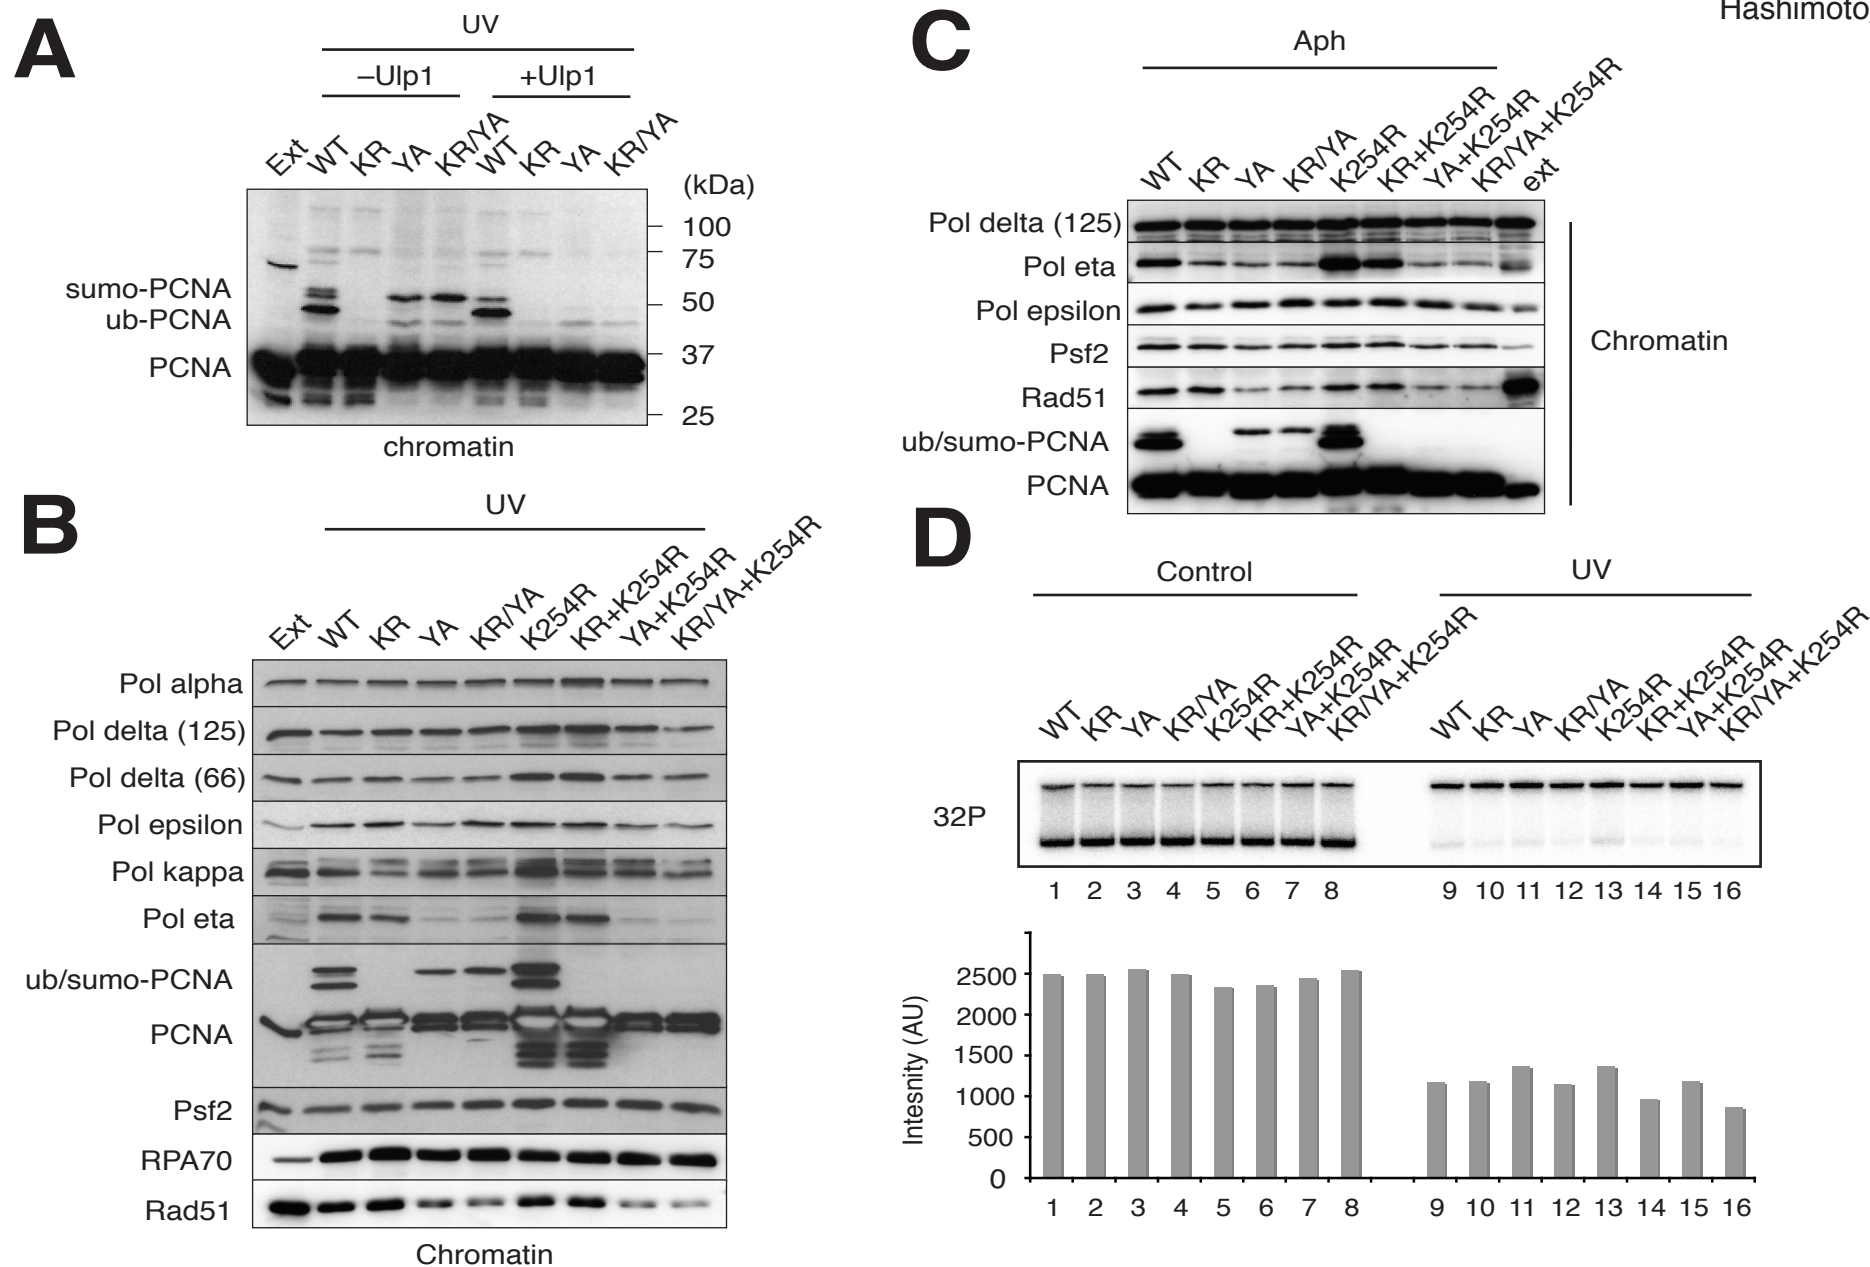 Hashimoto,
A
UV
–Ulp1
+Ulp1
Ext WT KR YA KR/YA WT KR YA KR/YA
(kDa)
100
75
sumo-PCNA
50
ub-PCNA
37
PCNA
25
chromatin
B
UV
Ext WT KR YA KR/YA K254R KR+K254R YA+K254R KR/YA+K254R
Pol alpha
Pol delta (125)
Pol delta (66)
Pol epsilon
Pol kappa
Pol eta
ub/sumo-PCNA
PCNA
Psf2
RPA70
Rad51
Chromatin
C
Aph
WT KR YA KR/YA K254R KR+K254R YA+K254R KR/YA+K254R ext
Pol delta (125)
Pol eta
Pol epsilon
Psf2
Rad51
ub/sumo-PCNA
PCNA
Chromatin
D
Control
UV
WT KR YA KR/YA K254R KR+K254R YA+K254R KR/YA+K254R
WT KR YA KR/YA K254R KR+K254R YA+K254R KR/YA+K254R
32P
1 2 3 4 5 6 7 8 9 10 11 12 13 14 15 16
Intesnity (AU)
2500
2000
1500
1000
500
0
1 2 3 4 5 6 7 8 9 10 11 12 13 14 15 16